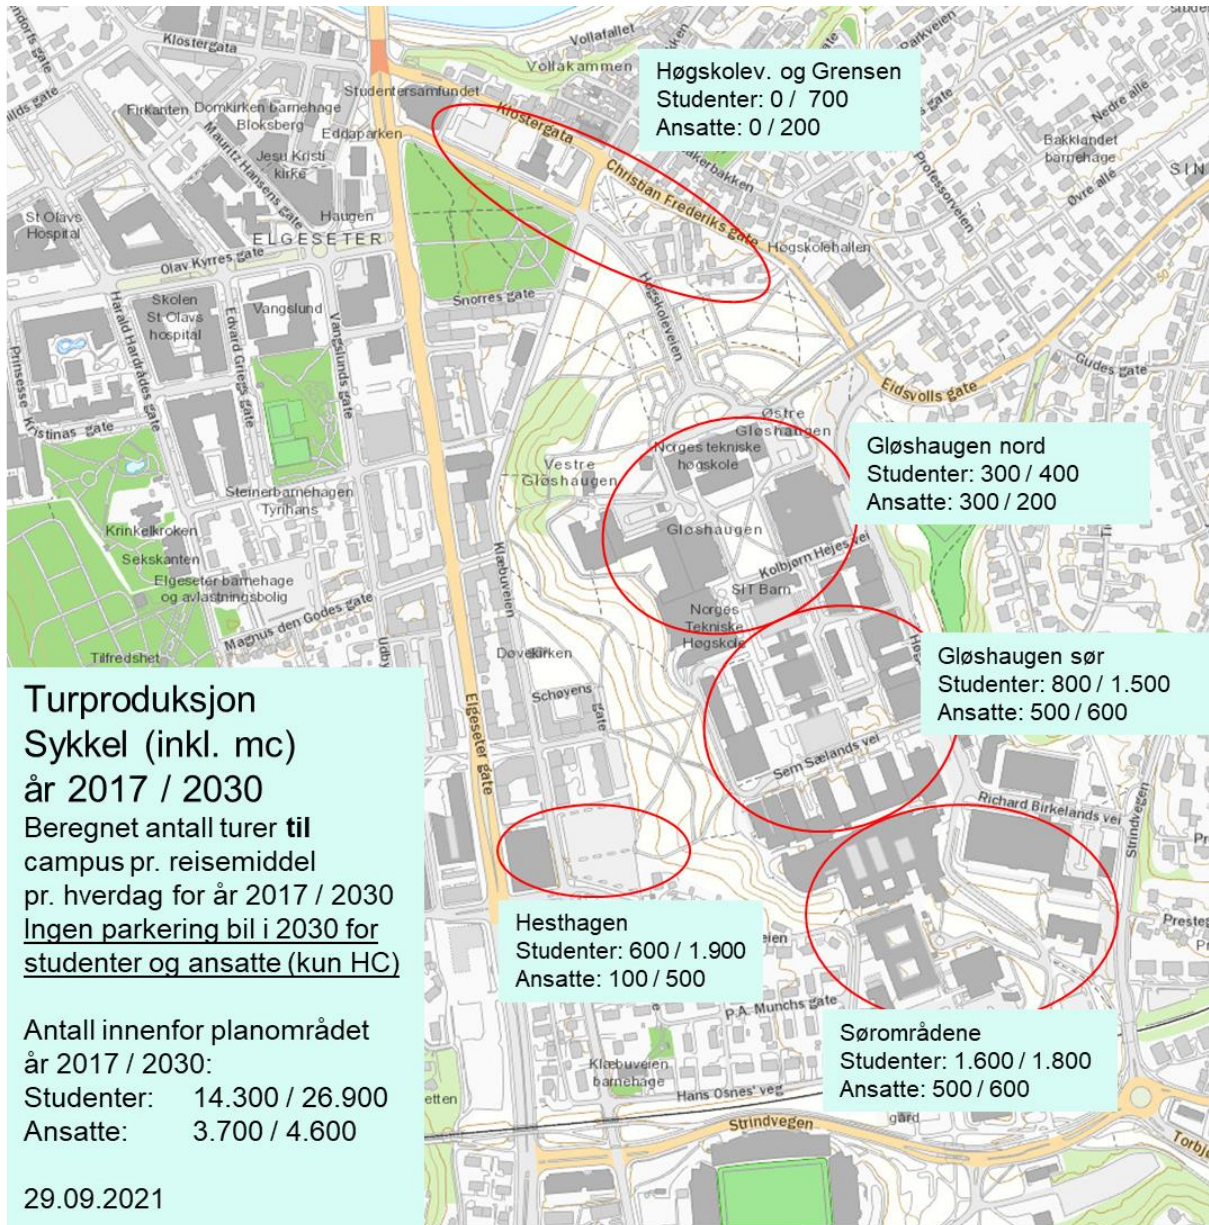 Høgskolev. og Grensen
Studenter: 0 / 700
Ansatte: 0 / 200
Gløshaugen nord
Studenter: 300 / 400
Ansatte: 300 / 200
Gløshaugen sør
Studenter: 800 / 1.500
Ansatte: 500 / 600
Hesthagen
Studenter: 600 / 1.900
Ansatte: 100 / 500
Sørområdene
Studenter: 1.600 / 1.800
Ansatte: 500 / 600
Turproduksjon
Sykkel (inkl. mc)
år 2017 / 2030
Beregnet antall turer til
campus pr. reisemiddel
pr. hverdag for år 2017 / 2030
Ingen parkering bil i 2030 for
studenter og ansatte (kun HC)
Antall innenfor planområdet
år 2017 / 2030:
Studenter: 14.300 / 26.900
Ansatte: 3.700 / 4.600
29.09.2021
Klostergata
Vollafallet
Vollakammen
Studentersamfundet
Firkanten
Domkirken barnehage
Bloksberg
Eddaparken
Mauritz Hansens gate
Jesu Kristi
kirke
Klostergata
Christian Frederiks gate
Bakklandet
barnehage
Nedre alle
Øvre allé
Professorveien
St Olavs
Hospital
Haugen
ELGESETER
Olav Kyrres gate
Høgskolehallen
Høgskoleveien
Snorres gate
Skolen
St. Olavs
hospital
Vangslund
Vangslunds gate
Harald Hardrådes gate
Edvard Griegs gate
Prinsesse Kristinas gate
Gudes gate
Eidsvolls gate
50
Østre
Gløshaugen
Norges tekniske
høgskole
Vestre
Gløshaugen
Steinerbarnehagen
Tyrihans
Krinkelkroken
Sekskanten
Elgeseter barnehage
og avlastningsbolig
Gløshaugen
Kolbjørn Hejes vei
Klæbuveien
SIT Barn
Norges
Tekniske
Høgskole
Magnus den Godes gate
Tilfredshet
Døvekirken
Schøyens
gate
Elgeseter gate
Sem Sælands vei
Richard Birkelands vei
Strindvegen
P.A. Munchs gate
Klæbuveien
barnehage
Hans Osnes' veg
gård
Strindvegen